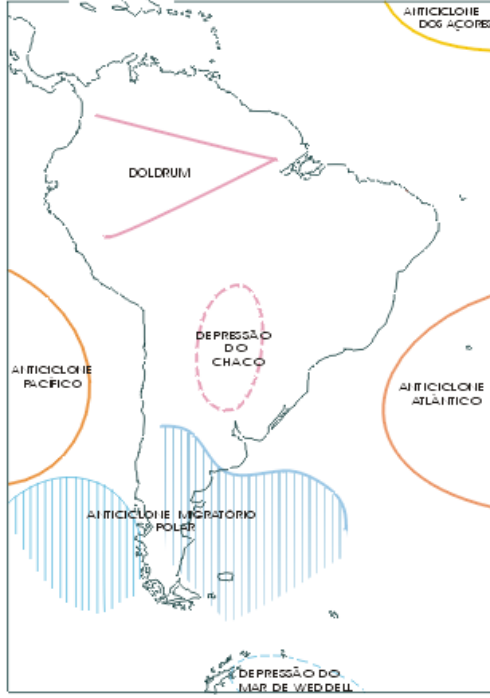 ANTICICLONE
DOS AÇORES
DOLDRUM
DEPRESSÃO
DO
CHACO
ANTICICLONE
PACÍFICO
ANTICICLONE
ATLÂNTICO
ANTICICLONE MIGRATÓRIO
POLAR
DEPRESSÃO DO
MAR DE WEDDELL